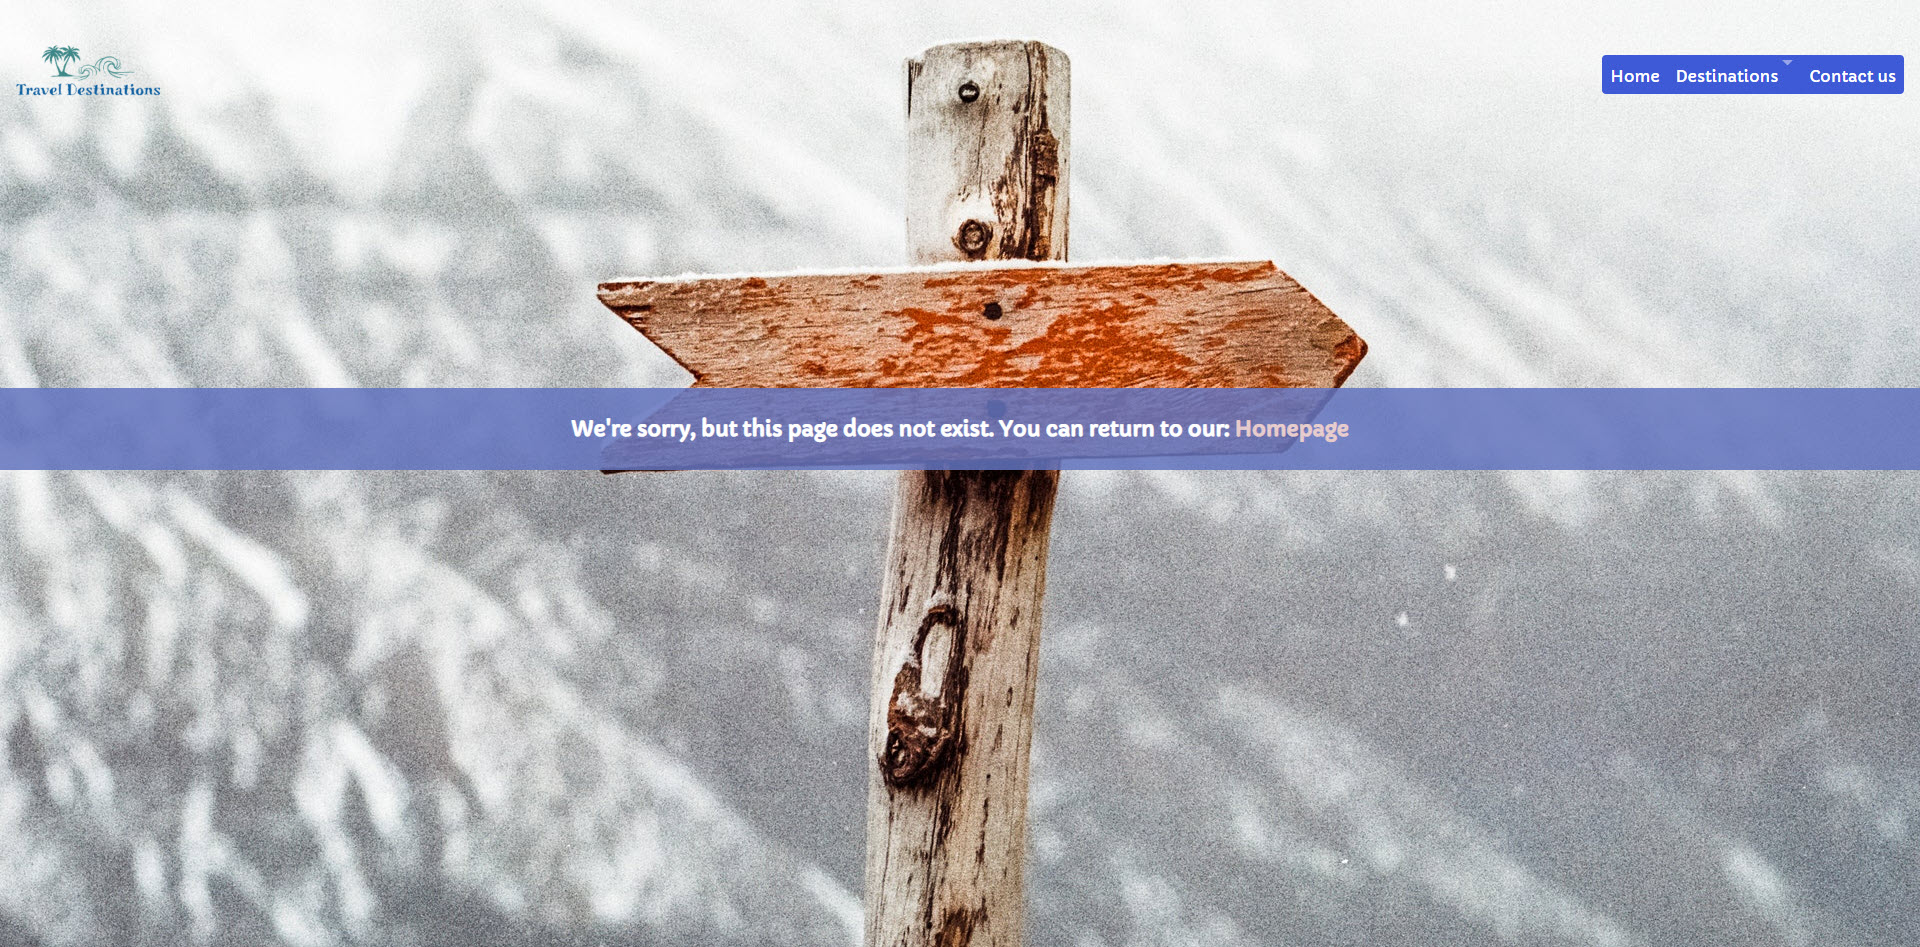 Travel Destinations
Home Destinations Contact us
We're sorry, but this page does not exist. You can return to our: Homepage